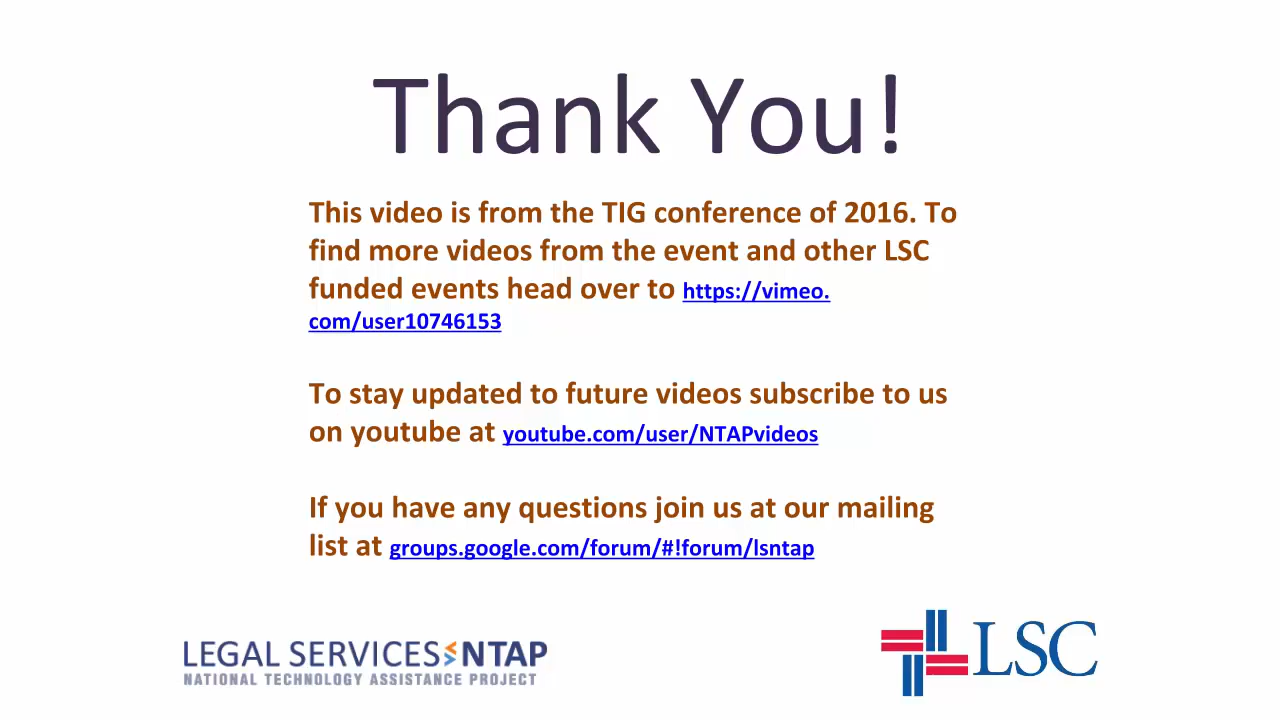 Thank You!
This video is from the TIG conference of 2016. To
find more videos from the event and other LSC
funded events head over to https://vimeo.
com/user10746153
To stay updated to future videos subscribe to us
on youtube at youtube.com/user/NTAPvideos
If you have any questions join us at our mailing
list at groups.google.com/forum/#!forum/lsntap
LEGAL SERVICES NTAP
NATIONAL TECHNOLOGY ASSISTANCE PROJECT
LSC